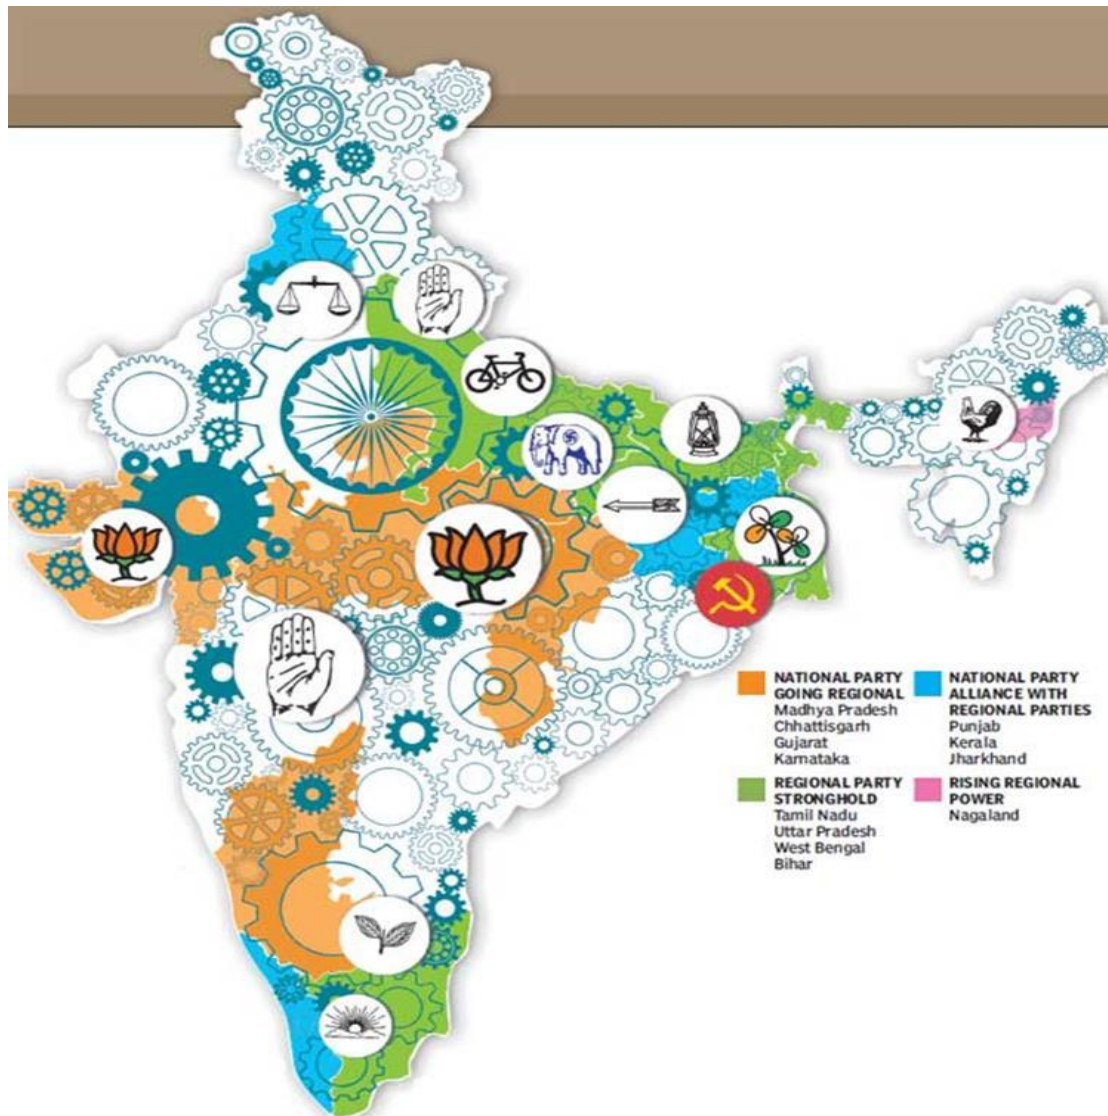 NATIONAL PARTY
GOING REGIONAL
Madhya Pradesh
Chhattisgarh
Gujarat
Karnataka
REGIONAL PARTY
STRONGHOLD
Tamil Nadu
Uttar Pradesh
West Bengal
Bihar
NATIONAL PARTY
ALLIANCE WITH
REGIONAL PARTIES
Punjab
Kerala
Jharkhand
RISING REGIONAL
POWER
Nagaland